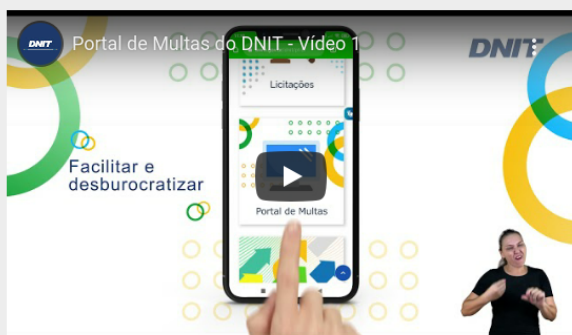 DNIT
Portal de Multas do DNIT - Vídeo 1
DNIT
Licitações
Facilitar e
desburocratizar
Portal de Multas